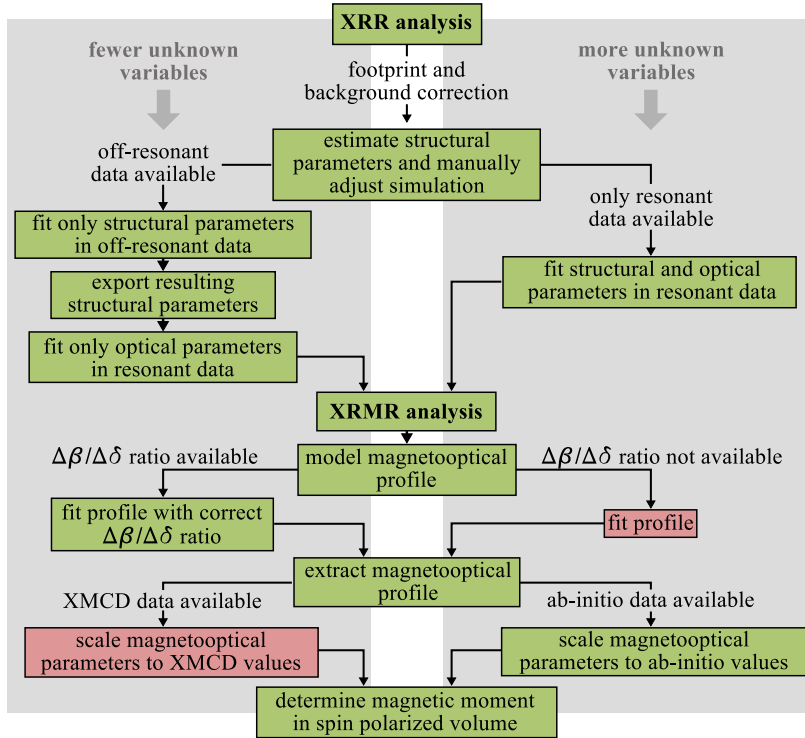 XRR analysis
fewer unknown
variables
more unknown
variables
footprint and
background correction
estimate structural
parameters and manually
adjust simulation
off-resonant
data available
only resonant
data available
fit only structural parameters
in off-resonant data
export resulting
structural parameters
fit only optical parameters
in resonant data
fit structural and optical
parameters in resonant data
XRMR analysis
model magnetooptical
profile
Δβ/Δδ ratio available
Δβ/Δδ ratio not available
fit profile with correct
Δβ/Δδ ratio
fit profile
extract magnetooptical
profile
XMCD data available
ab-initio data available
scale magnetooptical
parameters to XMCD values
scale magnetooptical
parameters to ab-initio values
determine magnetic moment
in spin polarized volume